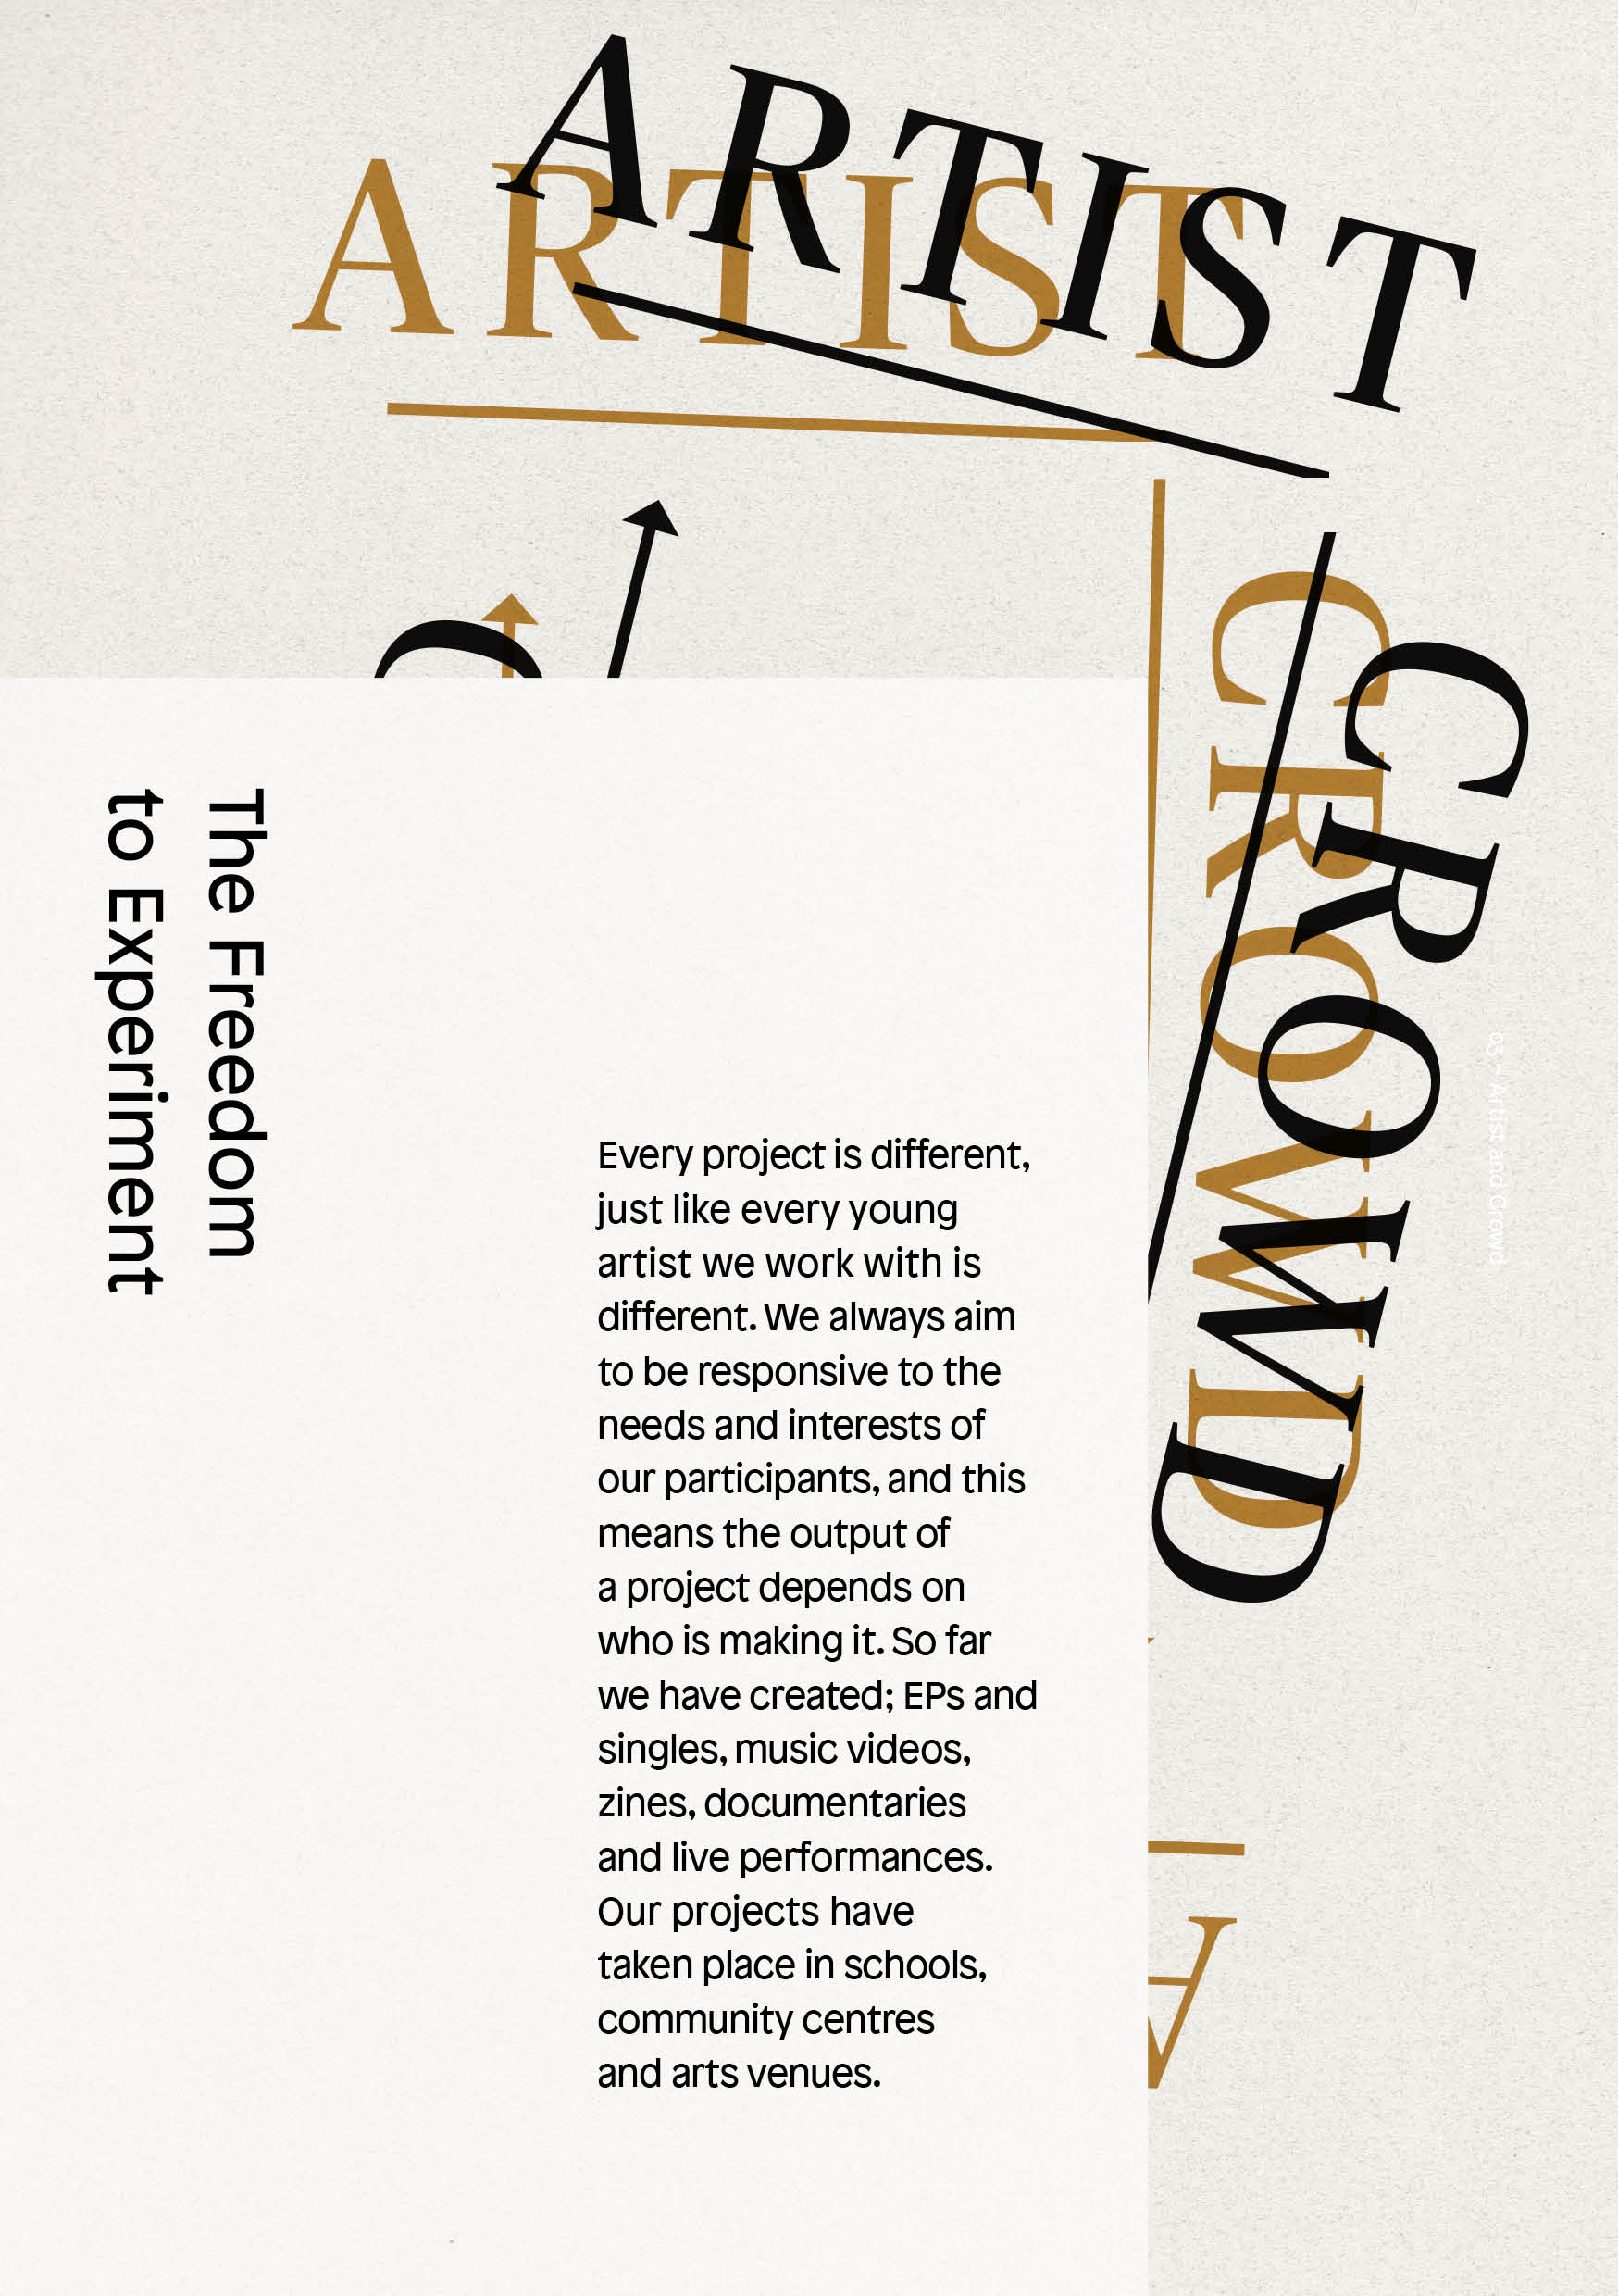 ARTIST
ARTIST
CROWD
CROWD
The Freedom
to Experiment
03 — Artist and Crowd
Every project is different,
just like every young
artist we work with is
different. We always aim
to be responsive to the
needs and interests of
our participants, and this
means the output of
a project depends on
who is making it. So far
we have created; EPs and
singles, music videos,
zines, documentaries
and live performances.
Our projects have
taken place in schools,
community centres
and arts venues.
A